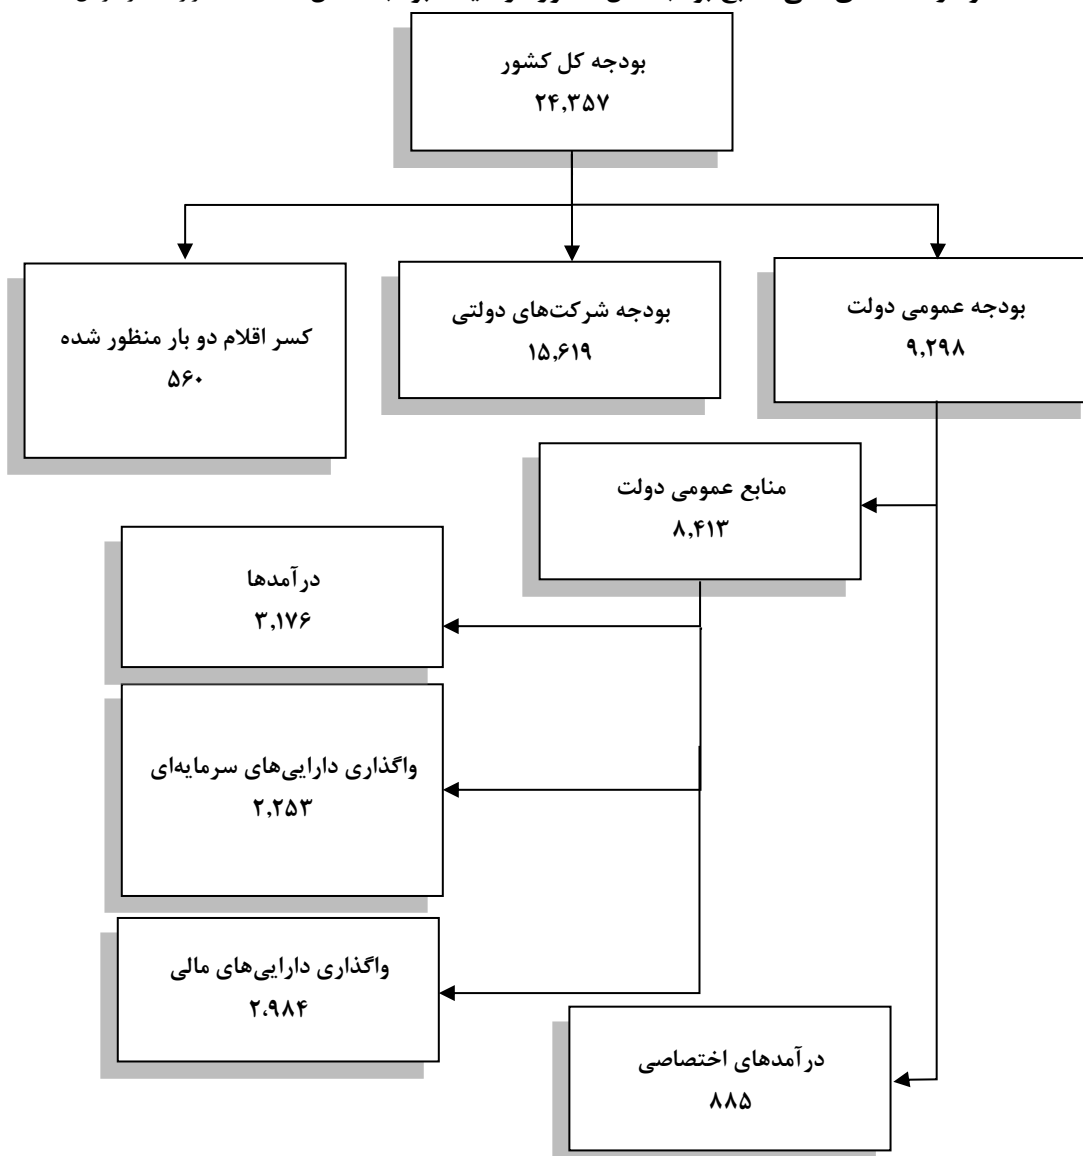 بودجه کل کشور
۲۴,۳۵۷
بودجه عمومی دولت
۹,۲۹۸
بودجه شرکت‌های دولتی
۱۵,۶۱۹
کسر اقلام دو بار منظور شده
۵۶۰
منابع عمومی دولت
۸,۴۱۳
درآمدها
۳,۱۷۶
واگذاری دارایی‌های سرمایه‌ای
۲,۲۵۳
واگذاری دارایی‌های مالی
۲،۹۸۴
درآمدهای اختصاصی
۸۸۵